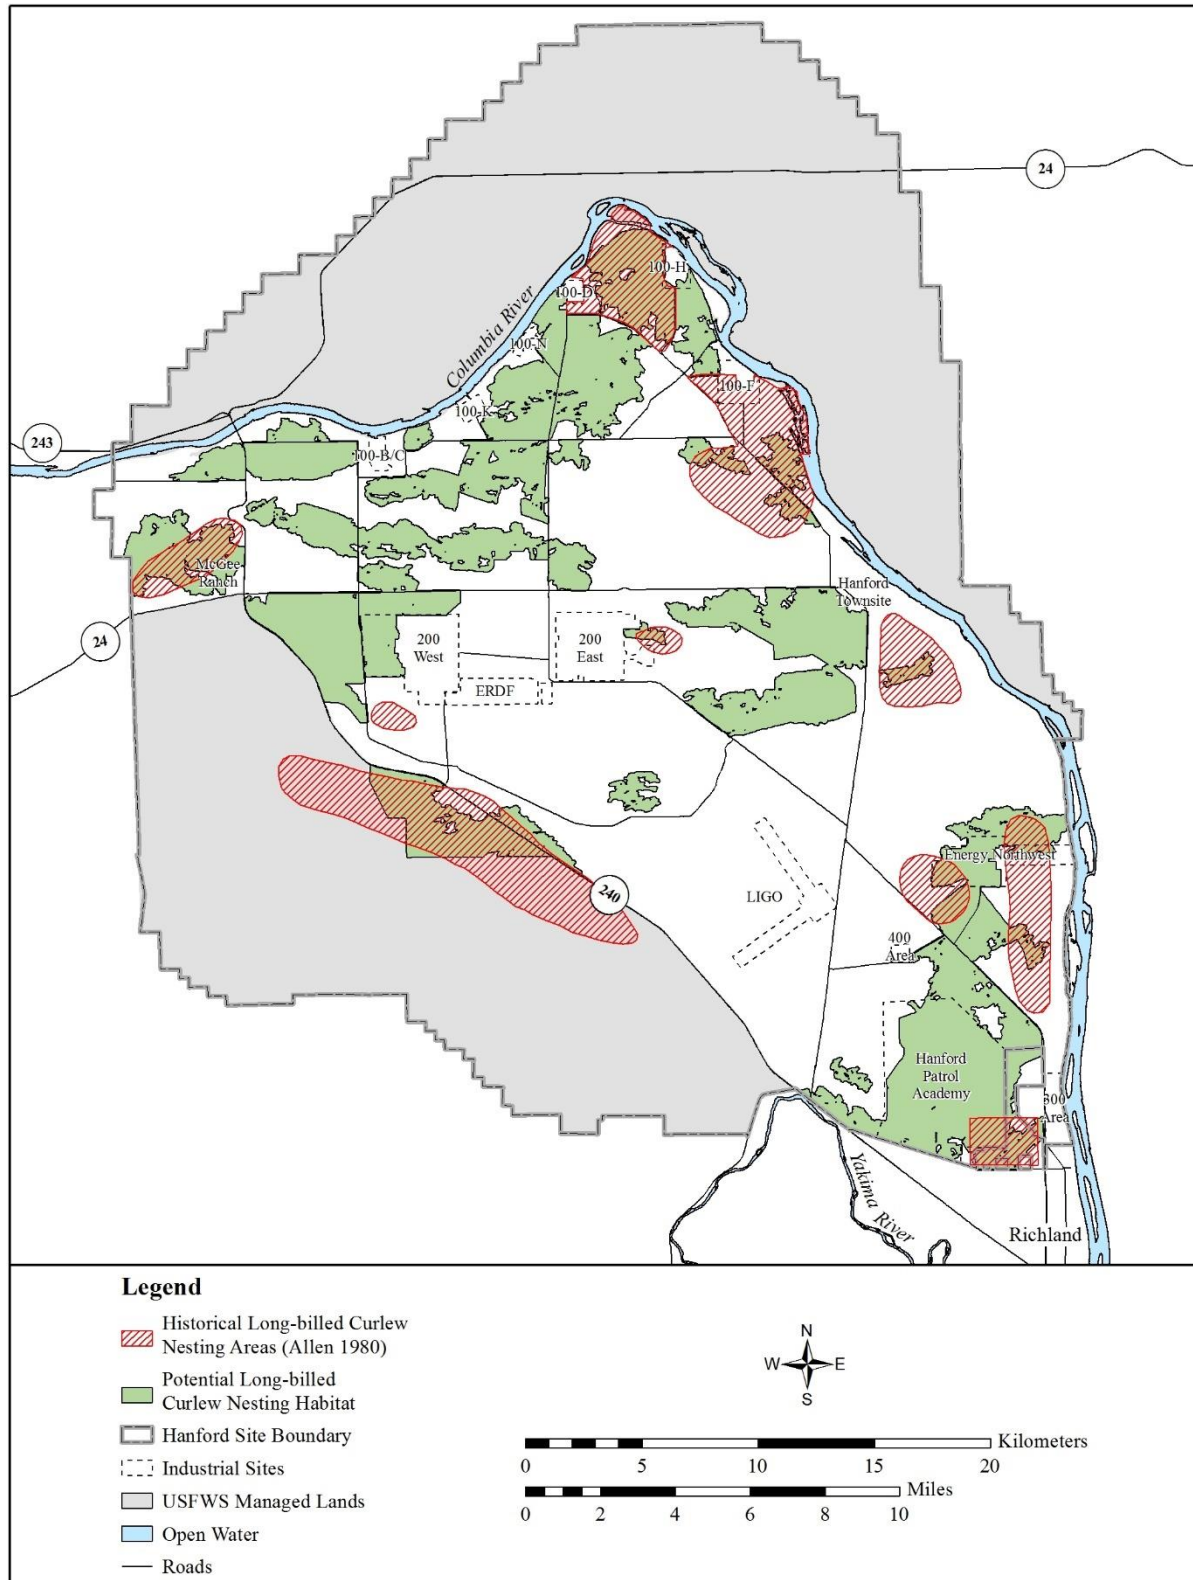 24
100-H
100-D
Columbia River
100-N
100-F
100-K
243
100-B/C
McGee
Ranch
Hanford
Townsite
24
200
West
200
East
ERDF
Energy Northwest
240
LIGO
400
Area
Hanford
Patrol
Academy
300
Area
Yakima River
Richland
Legend
Historical Long-billed Curlew
Nesting Areas (Allen 1980)
Potential Long-billed
Curlew Nesting Habitat
Hanford Site Boundary
Industrial Sites
USFWS Managed Lands
Open Water
Roads
N
W E
S
Kilometers
0 5 10 15 20
Miles
0 2 4 6 8 10